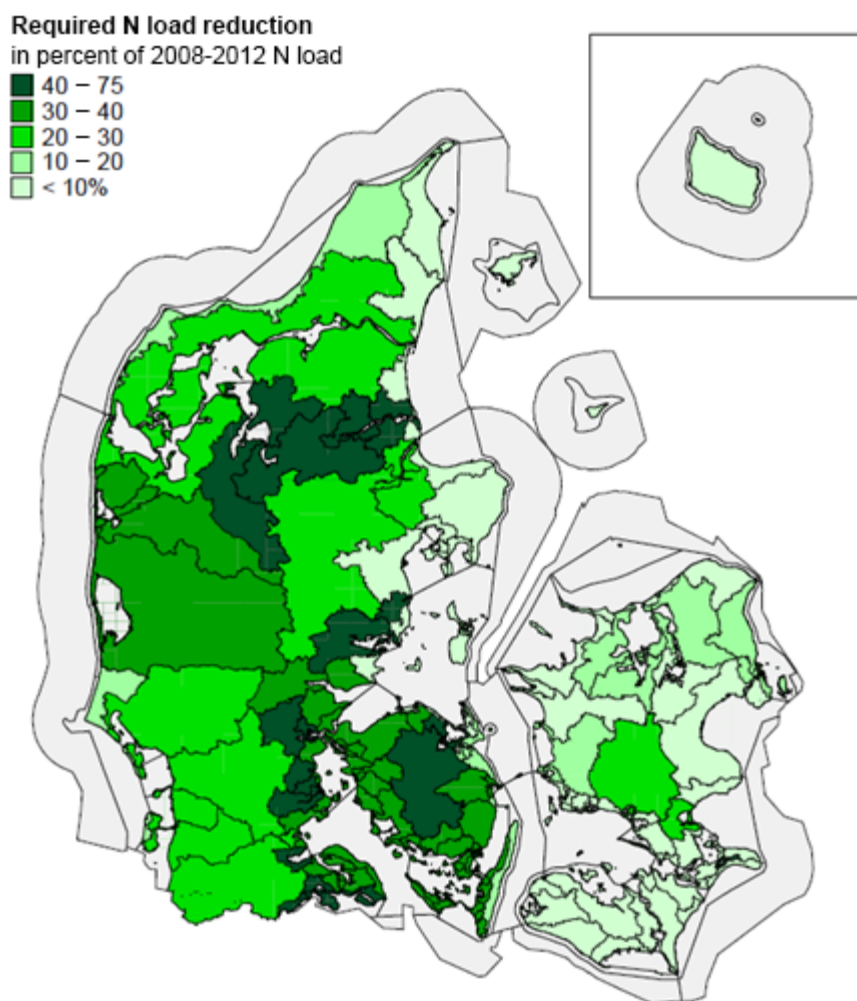 Required N load reduction
in percent of 2008-2012 N load
40 – 75
30 – 40
20 – 30
10 – 20
< 10%